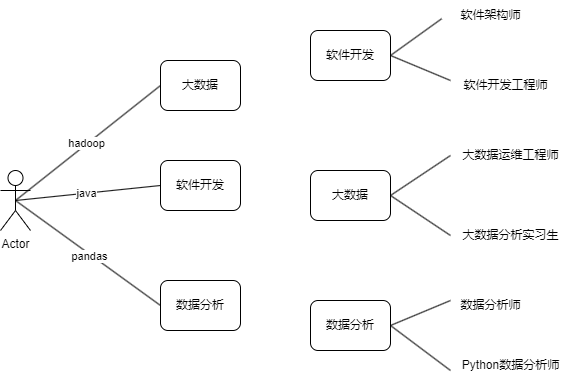 大数据
hadoop
软件开发
java
Actor
pandas
数据分析
软件架构师
软件开发
软件开发工程师
大数据运维工程师
大数据
大数据分析实习生
数据分析师
数据分析
Python数据分析师